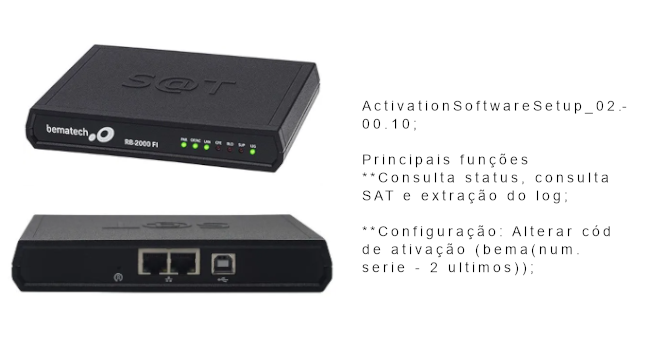 S@T
bematech
RB-2000 FI
ActivationSoftwareSetup_02.-
00.10;
Principais funções
**Consulta status, consulta
SAT e extração do log;
**Configuração: Alterar cód
de ativação (bema(num.
serie - 2 ultimos));